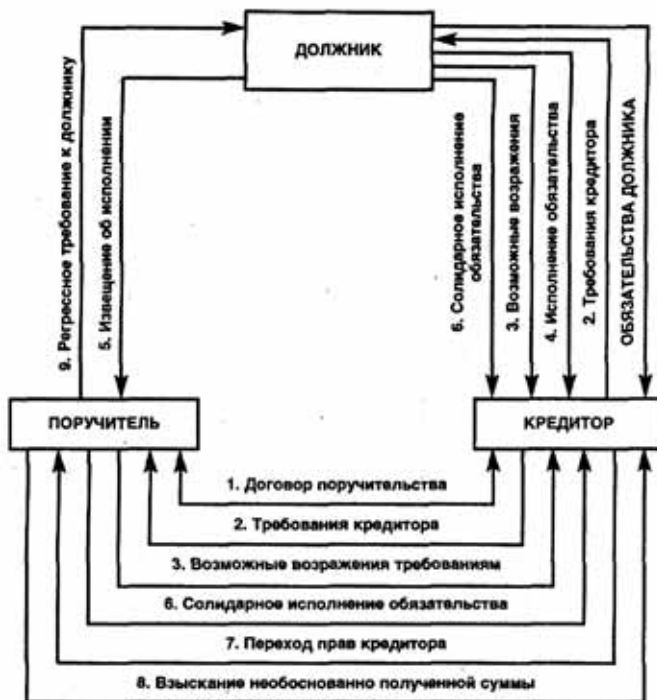 ДОЛЖНИК
9. Регрессное требование к должнику
5. Извещение об исполнении
6. Солидарное исполнение
обязательства
3. Возможные возражения
4. Исполнение обязательства
2. Требования кредитора
ОБЯЗАТЕЛЬСТВА ДОЛЖНИКА
ПОРУЧИТЕЛЬ
КРЕДИТОР
1. Договор поручительства
2. Требования кредитора
3. Возможные возражения требованиям
6. Солидарное исполнение обязательства
7. Переход прав кредитора
8. Взыскание необоснованно полученной суммы